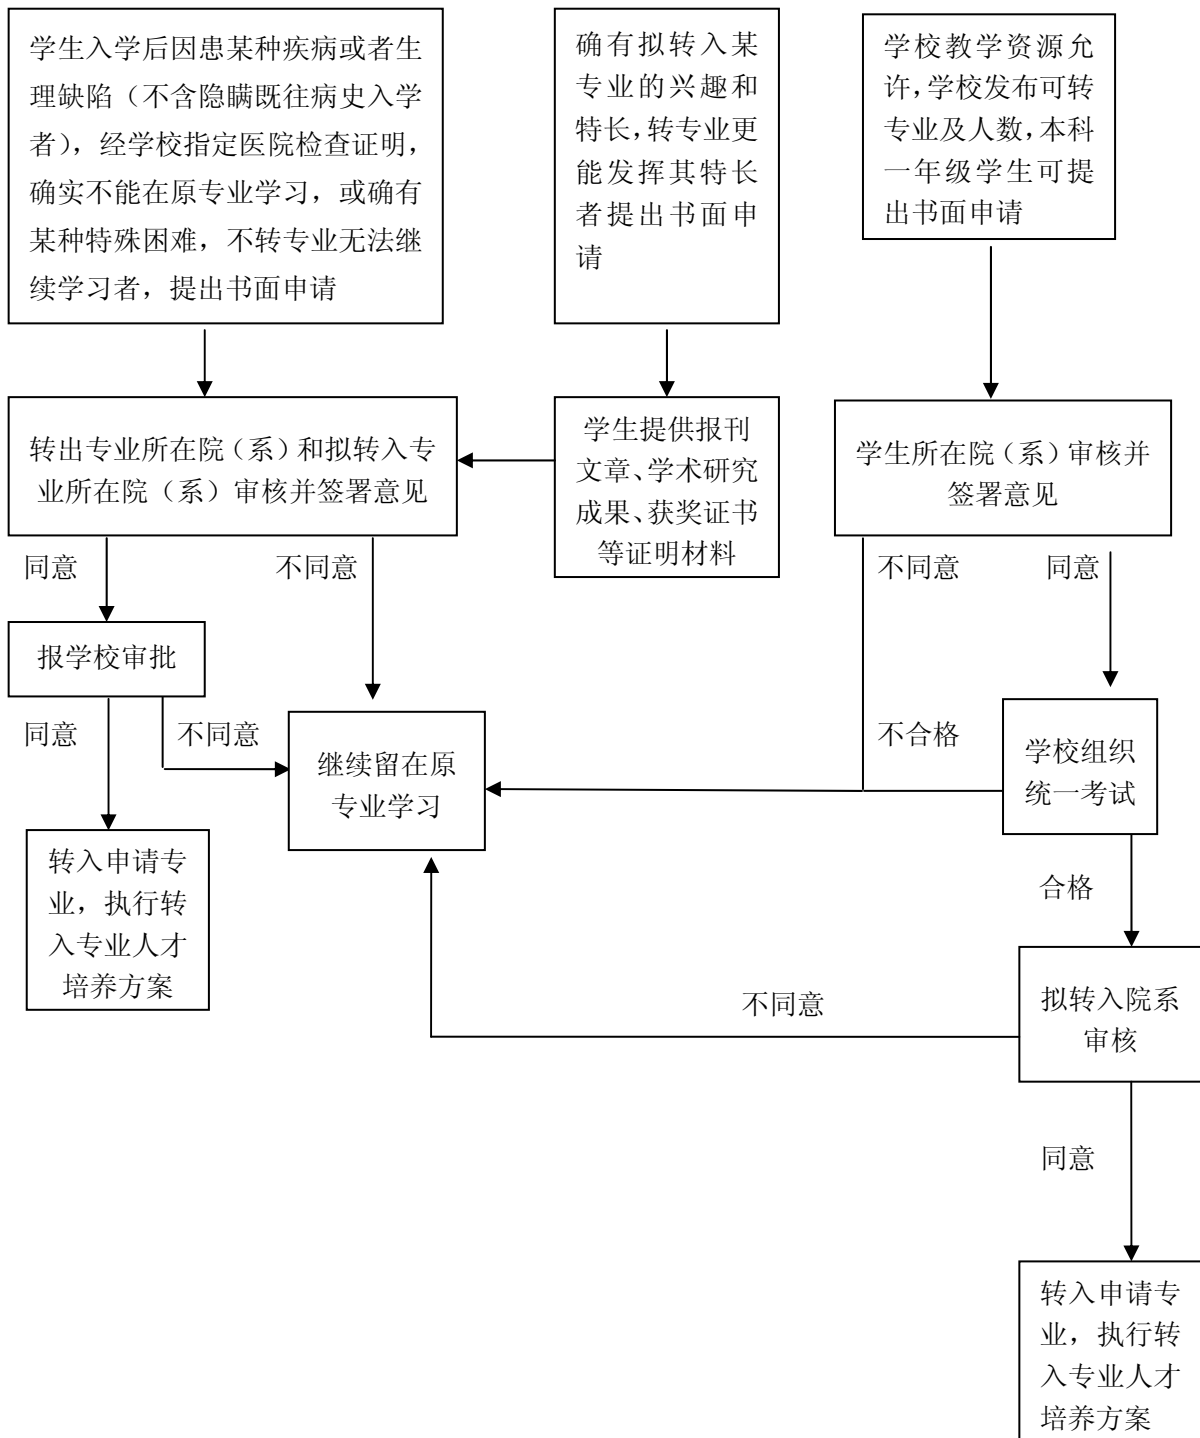 学生入学后因患某种疾病或者生
理缺陷（不含隐瞒既往病史入学
者），经学校指定医院检查证明，
确实不能在原专业学习，或确有
某种特殊困难，不转专业无法继
续学习者，提出书面申请
确有拟转入某
专业的兴趣和
特长，转专业更
能发挥其特长
者提出书面申
请
学校教学资源允
许，学校发布可转
专业及人数，本科
一年级学生可提
出书面申请
转出专业所在院（系）和拟转入专
业所在院（系）审核并签署意见
学生提供报刊
文章、学术研究
成果、获奖证书
等证明材料
学生所在院（系）审核并
签署意见
同意
不同意
不同意
同意
报学校审批
同意
不同意
继续留在原
专业学习
不合格
学校组织
统一考试
转入申请专
业，执行转
入专业人才
培养方案
合格
不同意
拟转入院系
审核
同意
转入申请专
业，执行转
入专业人才
培养方案